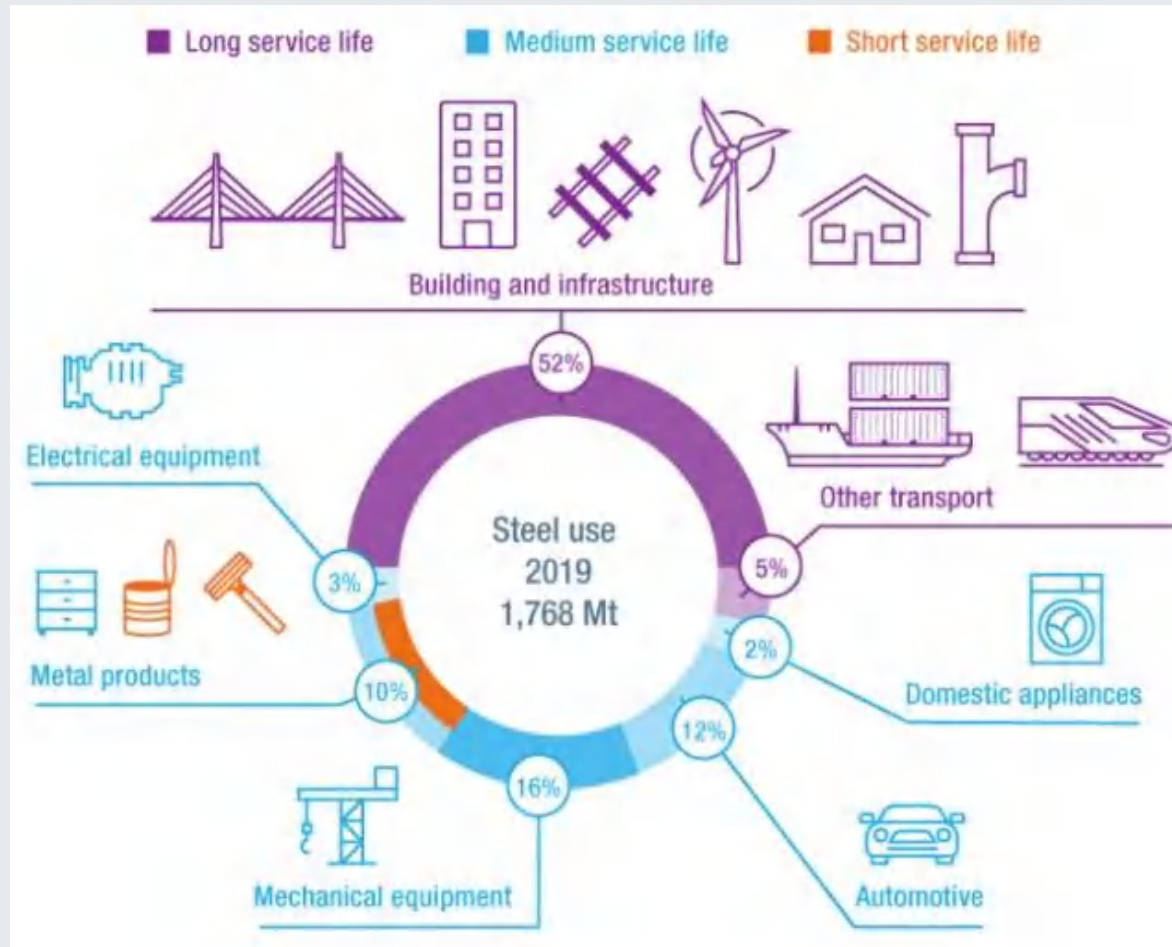 Long service life
Medium service life
Short service life
Building and infrastructure
52%
Electrical equipment
Other transport
Steel use
2019
1,768 Mt
5%
3%
2%
Metal products
10%
Domestic appliances
12%
16%
Mechanical equipment
Automotive